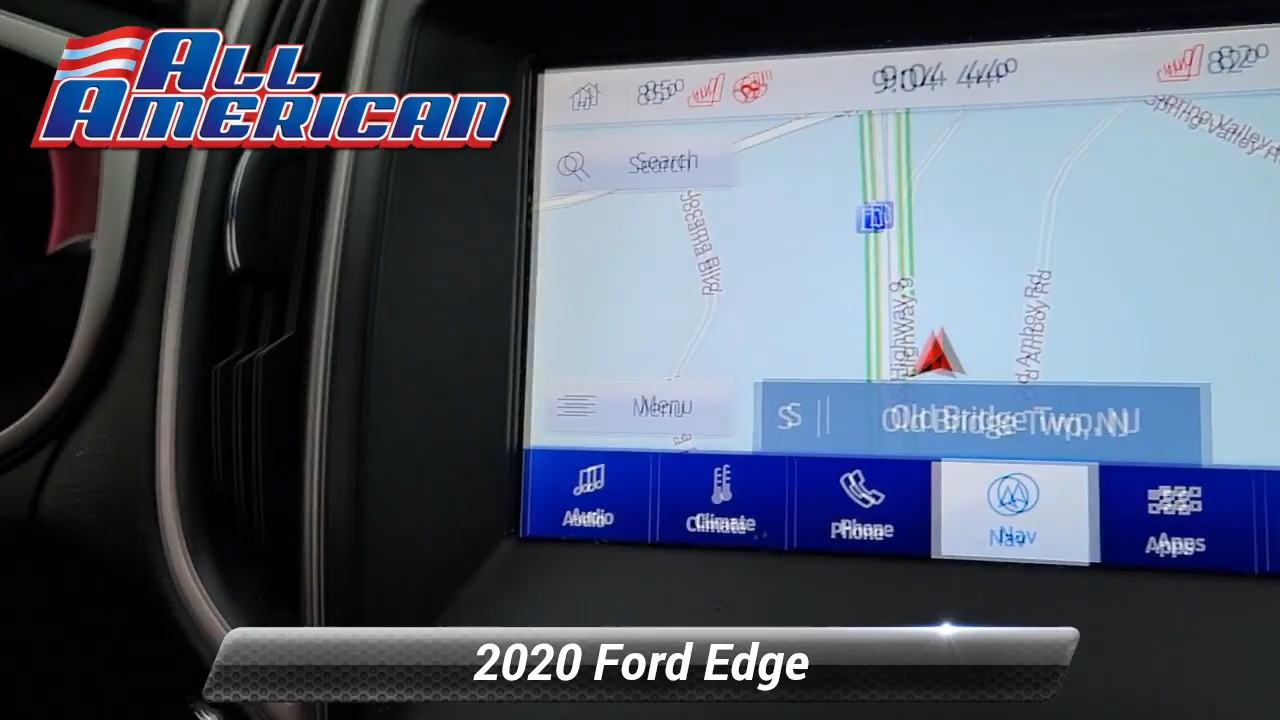 ALL
AMERICAN
85° 9:04 44° 82°
Spring Valley R
Search
Jocama Blvd
Highway 9
d Amboy Rd
Menu
S Old Bridge Twp, NJ
Audio Climate Phone Nav Apps
2020 Ford Edge